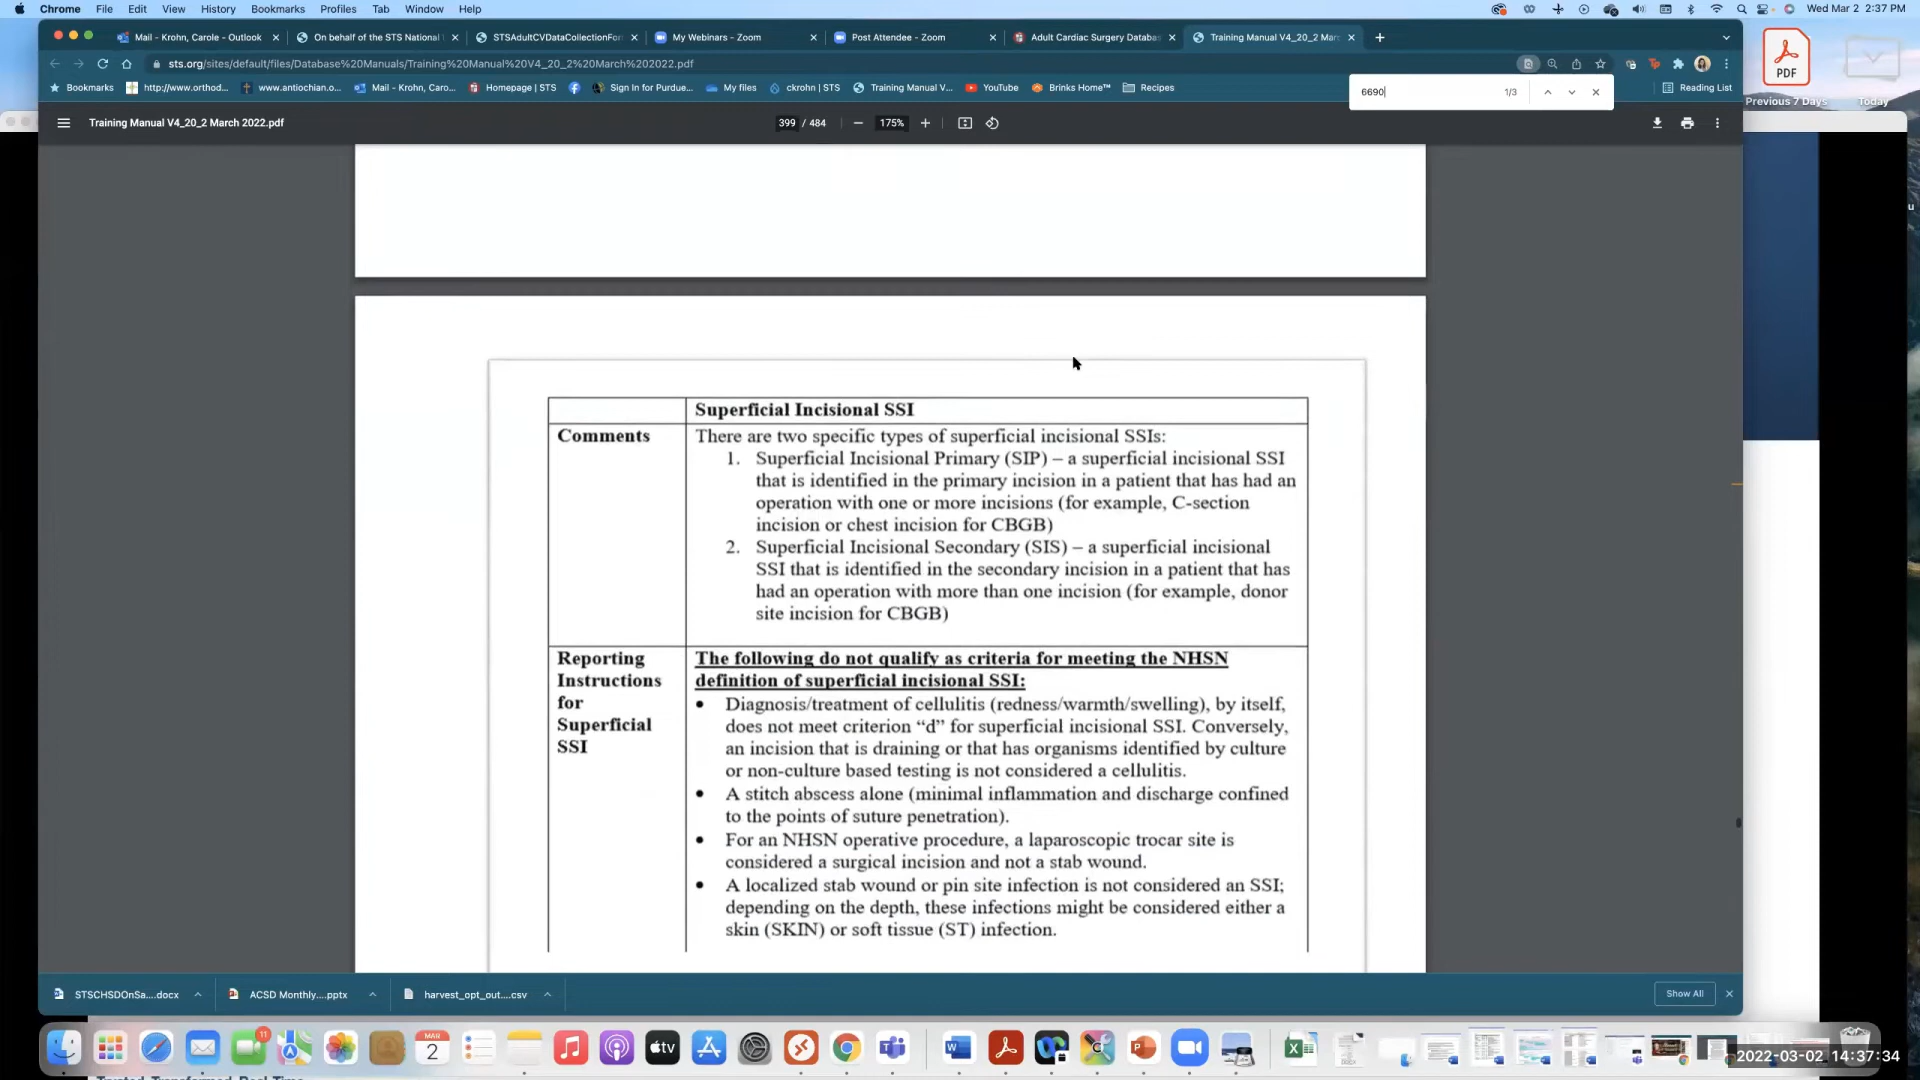 Chrome File Edit View History Bookmarks Profiles Tab Window Help
Wed Mar 2 2:37 PM
Mail - Krohn, Carole - Outlook
On behalf of the STS National
STSAdultCVDataCollectionFor
My Webinars - Zoom
Post Attendee - Zoom
Adult Cardiac Surgery Databas
Training Manual V4_20_2 Mar
sts.org/sites/default/files/Database%20Manuals/Training%20Manual%20V4_20_2%20March%202022.pdf
Bookmarks
http://www.orthod...
www.antiochian.o...
Mail - Krohn, Caro...
Homepage | STS
Sign In for Purdue...
My files
ckrohn | STS
Training Manual V...
YouTube
Brinks Home™
Recipes
Reading List
6690
1/3
PDF
Previous 7 Days
Today
Training Manual V4_20_2 March 2022.pdf
399 / 484
175%
Superficial Incisional SSI
Comments
There are two specific types of superficial incisional SSIs:
1. Superficial Incisional Primary (SIP) – a superficial incisional SSI
that is identified in the primary incision in a patient that has had an
operation with one or more incisions (for example, C-section
incision or chest incision for CBGB)
2. Superficial Incisional Secondary (SIS) – a superficial incisional
SSI that is identified in the secondary incision in a patient that has
had an operation with more than one incision (for example, donor
site incision for CBGB)
Reporting
Instructions
for
Superficial
SSI
The following do not qualify as criteria for meeting the NHSN
definition of superficial incisional SSI:
• Diagnosis/treatment of cellulitis (redness/warmth/swelling), by itself,
does not meet criterion “d” for superficial incisional SSI. Conversely,
an incision that is draining or that has organisms identified by culture
or non-culture based testing is not considered a cellulitis.
• A stitch abscess alone (minimal inflammation and discharge confined
to the points of suture penetration).
• For an NHSN operative procedure, a laparoscopic trocar site is
considered a surgical incision and not a stab wound.
• A localized stab wound or pin site infection is not considered an SSI;
depending on the depth, these infections might be considered either a
skin (SKIN) or soft tissue (ST) infection.
STSCHSDOnSa....docx
ACSD Monthly....pptx
harvest_opt_out....csv
Show All
11
MAR
2
tv
2022-03-02 14:37:34